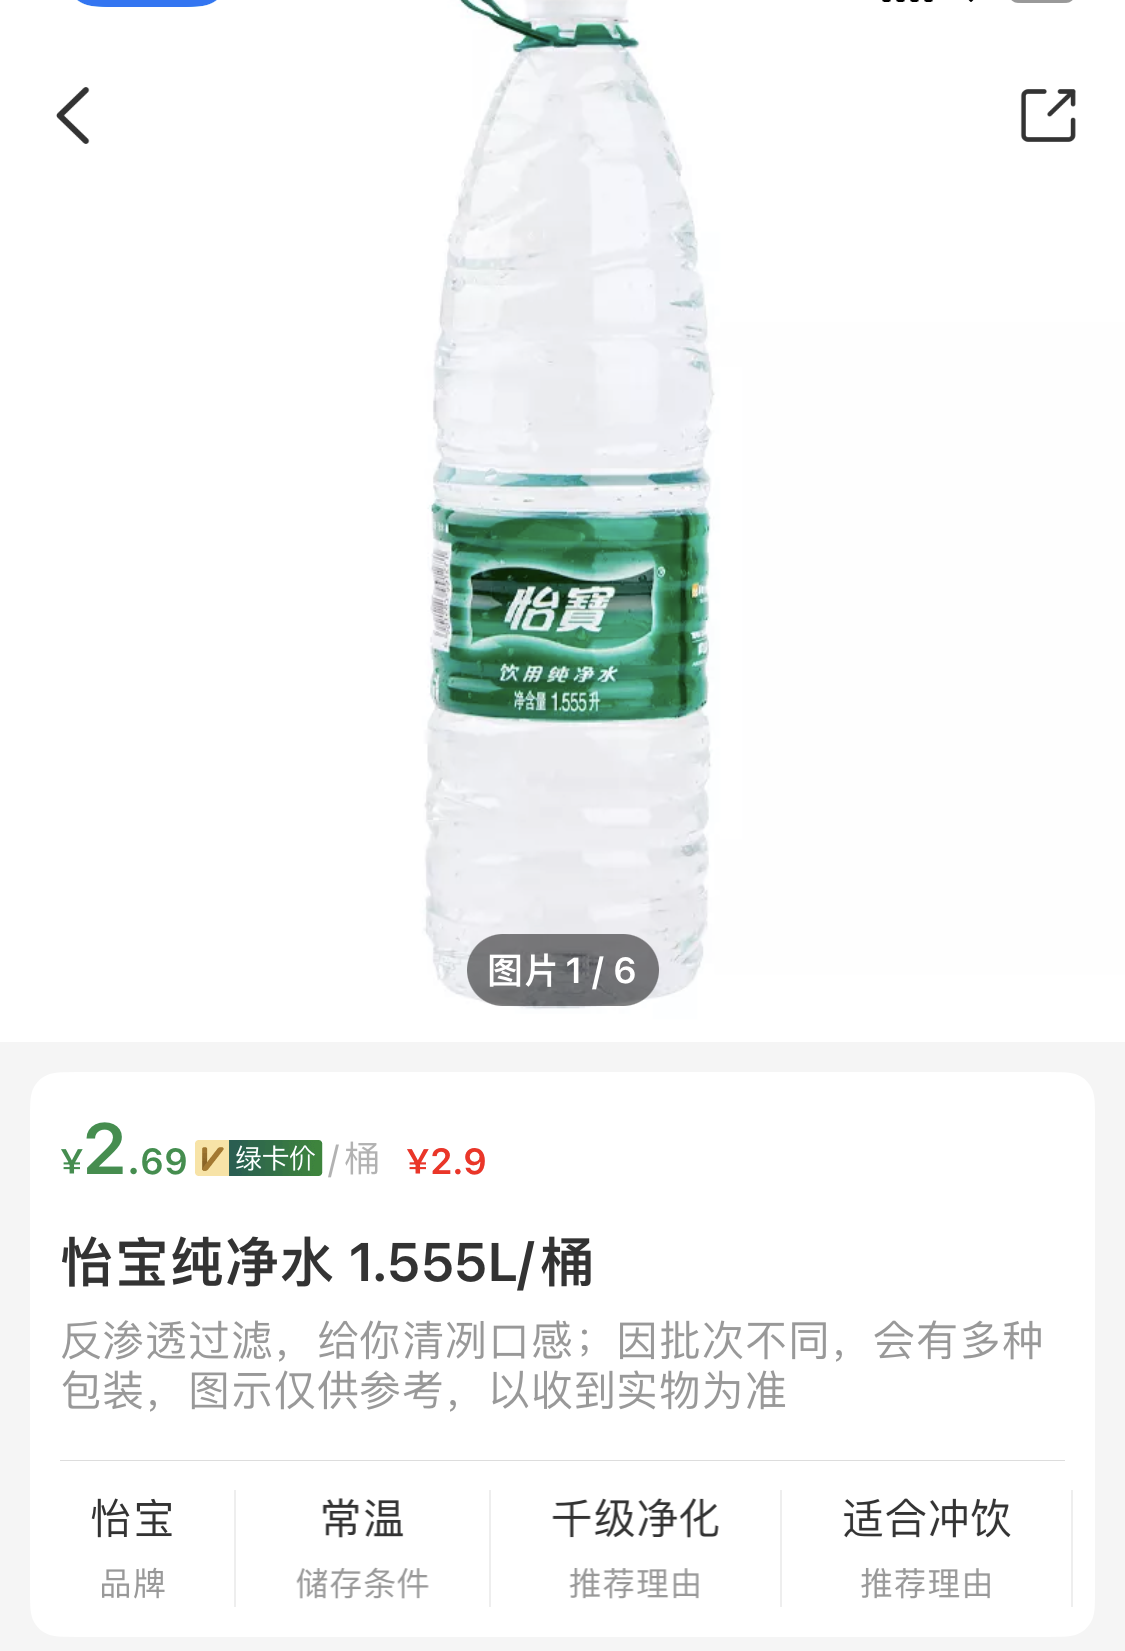 怡寶
®
饮用纯净水
净含量 1.555升
图片 1 / 6
¥2.69 V 绿卡价 /桶 ¥2.9
怡宝纯净水 1.555L/桶
反渗透过滤，给你清冽口感；因批次不同，会有多种
包装，图示仅供参考，以收到实物为准
怡宝 常温 千级净化 适合冲饮
品牌 储存条件 推荐理由 推荐理由